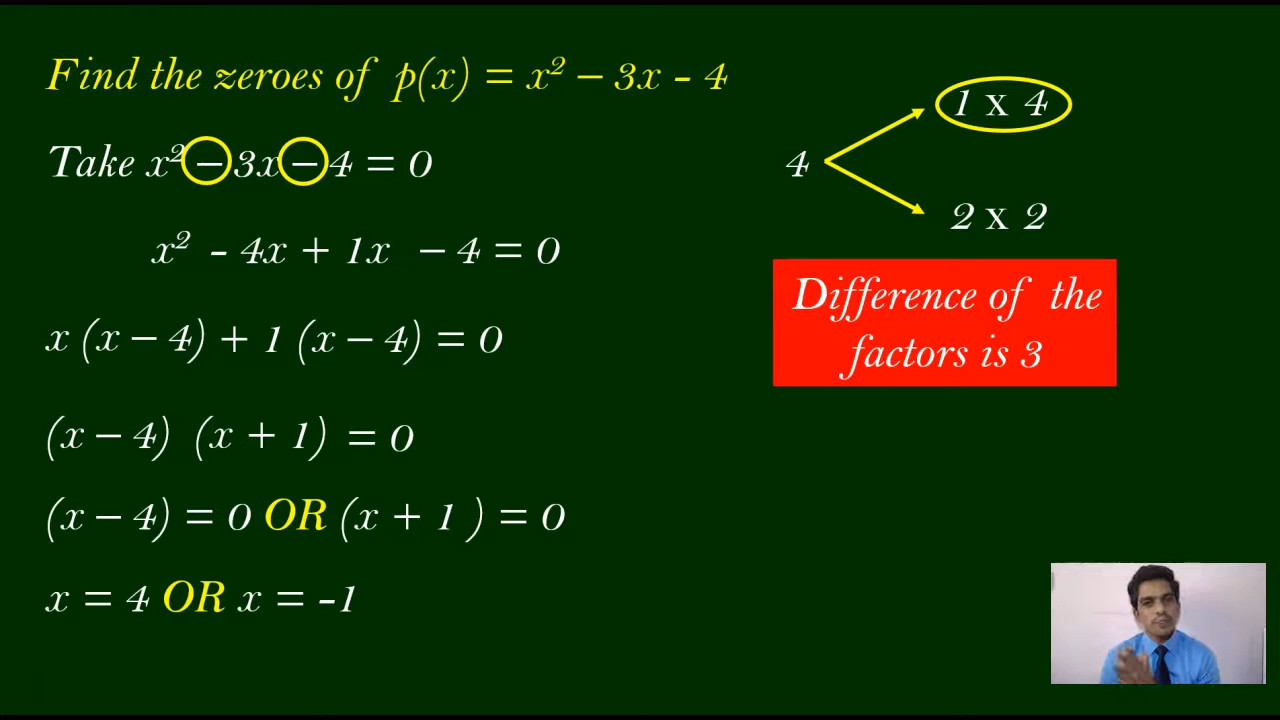 Find the zeroes of p(x) = x² – 3x - 4
Take x² – 3x – 4 = 0
x² - 4x + 1x – 4 = 0
x (x – 4) + 1 (x – 4) = 0
(x – 4) (x + 1) = 0
(x – 4) = 0 OR (x + 1 ) = 0
x = 4 OR x = -1
1 x 4
4
2 x 2
Difference of the
factors is 3